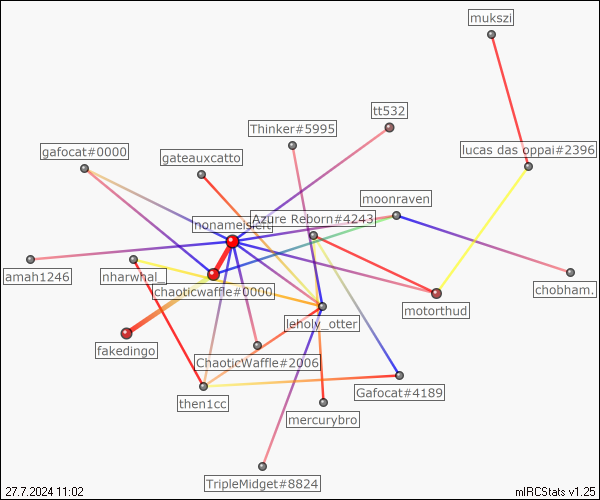 mukszi
tt532
Thinker#5995
lucas das oppai#2396
gafocat#0000
gateauxcatto
moonraven
Azure Reborn#4243
amah1246
nharwhal_
chaoticwaffle#0000
chobham.
motorthud
leholy_otter
fakedingo
ChaoticWaffle#2006
Gafocat#4189
then1cc
mercurybro
TripleMidget#8824
27.7.2024 11:02
mIRCStats v1.25